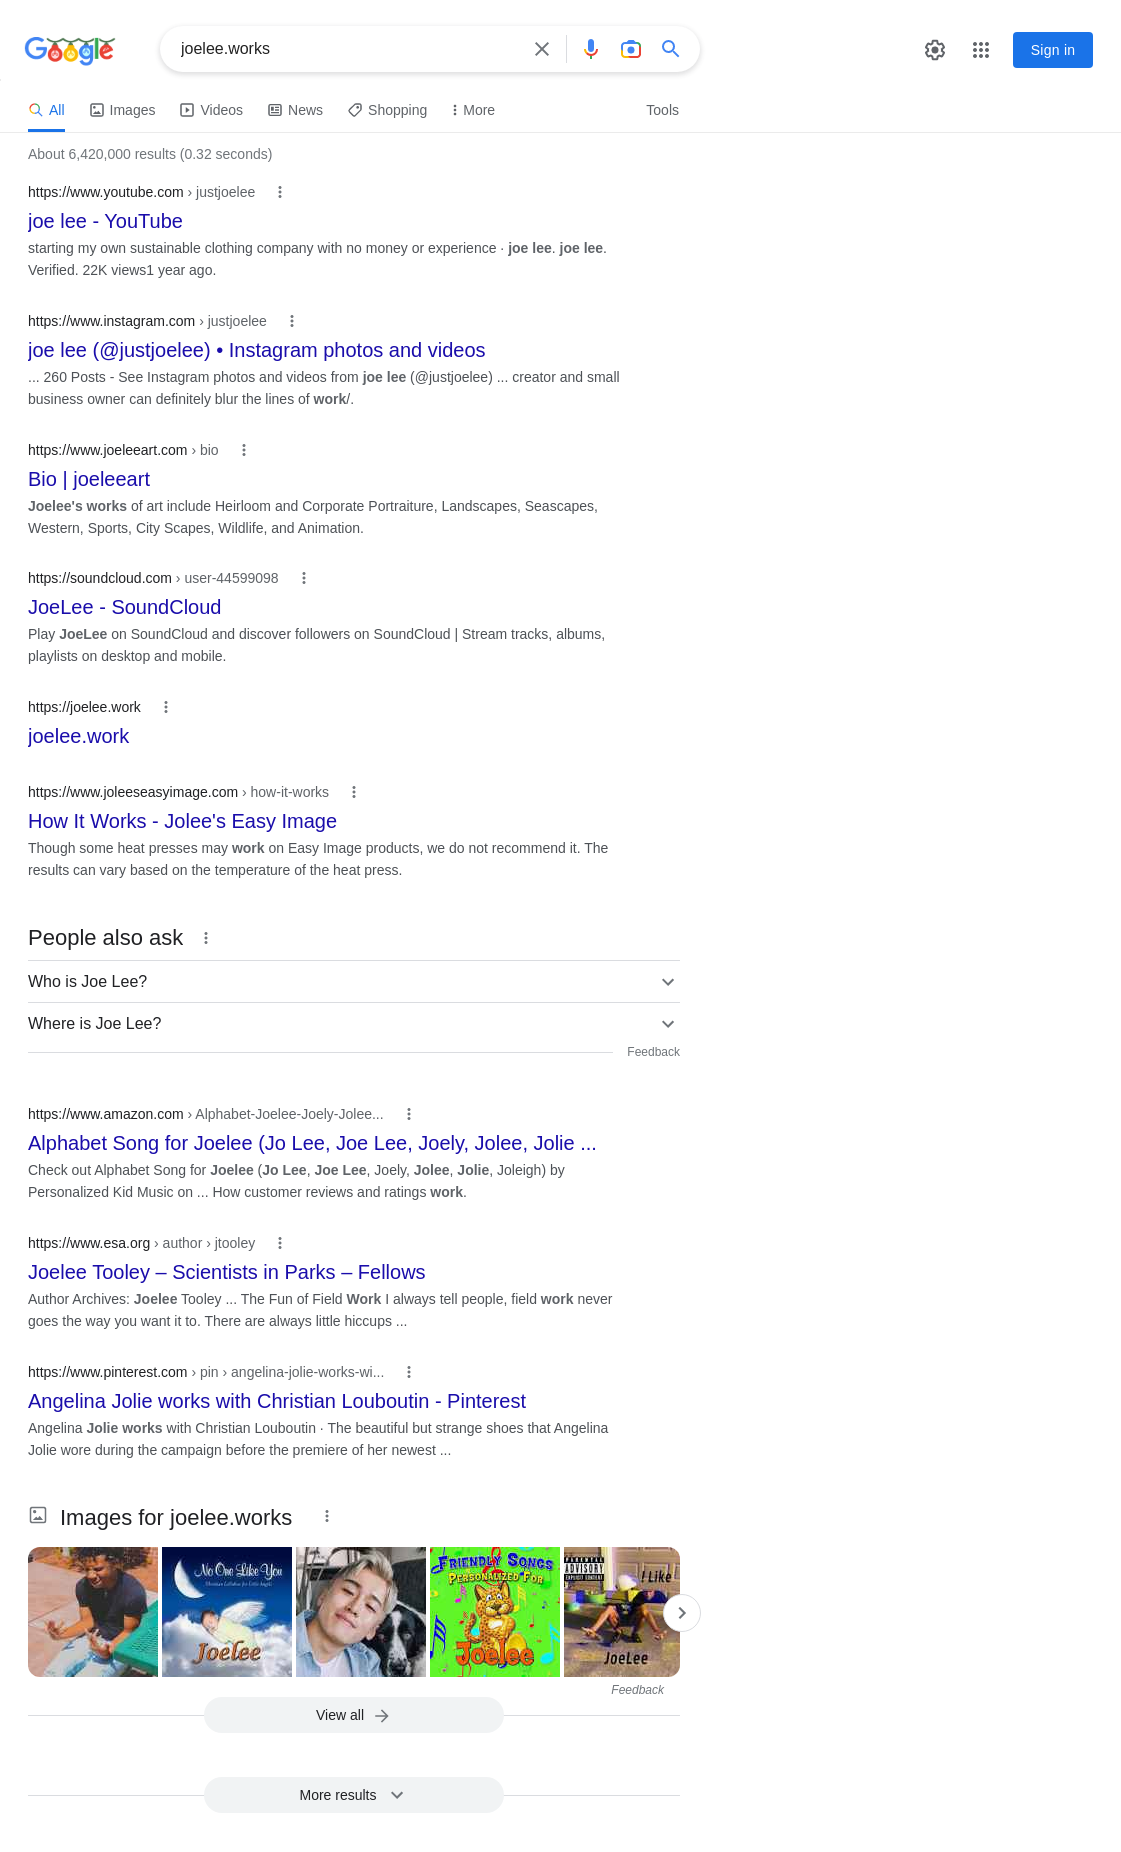 Google
joelee.works
Sign in
All
Images
Videos
News
Shopping
More
Tools
About 6,420,000 results (0.32 seconds)
https://www.youtube.com › justjoelee
joe lee - YouTube
starting my own sustainable clothing company with no money or experience · joe lee. joe lee.
Verified. 22K views1 year ago.
https://www.instagram.com › justjoelee
joe lee (@justjoelee) • Instagram photos and videos
... 260 Posts - See Instagram photos and videos from joe lee (@justjoelee) ... creator and small
business owner can definitely blur the lines of work/.
https://www.joeleeart.com › bio
Bio | joeleeart
Joelee's works of art include Heirloom and Corporate Portraiture, Landscapes, Seascapes,
Western, Sports, City Scapes, Wildlife, and Animation.
https://soundcloud.com › user-44599098
JoeLee - SoundCloud
Play JoeLee on SoundCloud and discover followers on SoundCloud | Stream tracks, albums,
playlists on desktop and mobile.
https://joelee.work
joelee.work
https://www.joleeseasyimage.com › how-it-works
How It Works - Jolee's Easy Image
Though some heat presses may work on Easy Image products, we do not recommend it. The
results can vary based on the temperature of the heat press.
People also ask
Who is Joe Lee?
Where is Joe Lee?
Feedback
https://www.amazon.com › Alphabet-Joelee-Joely-Jolee...
Alphabet Song for Joelee (Jo Lee, Joe Lee, Joely, Jolee, Jolie ...
Check out Alphabet Song for Joelee (Jo Lee, Joe Lee, Joely, Jolee, Jolie, Joleigh) by
Personalized Kid Music on ... How customer reviews and ratings work.
https://www.esa.org › author › jtooley
Joelee Tooley – Scientists in Parks – Fellows
Author Archives: Joelee Tooley ... The Fun of Field Work I always tell people, field work never
goes the way you want it to. There are always little hiccups ...
https://www.pinterest.com › pin › angelina-jolie-works-wi...
Angelina Jolie works with Christian Louboutin - Pinterest
Angelina Jolie works with Christian Louboutin · The beautiful but strange shoes that Angelina
Jolie wore during the campaign before the premiere of her newest ...
Images for joelee.works
No One Like You
Joelee
FRIENDLY SONGS
PERSONALIZED FOR
Joelee
PARENTAL
ADVISORY
EXPLICIT CONTENT
I Like
JoeLee
Feedback
View all
More results